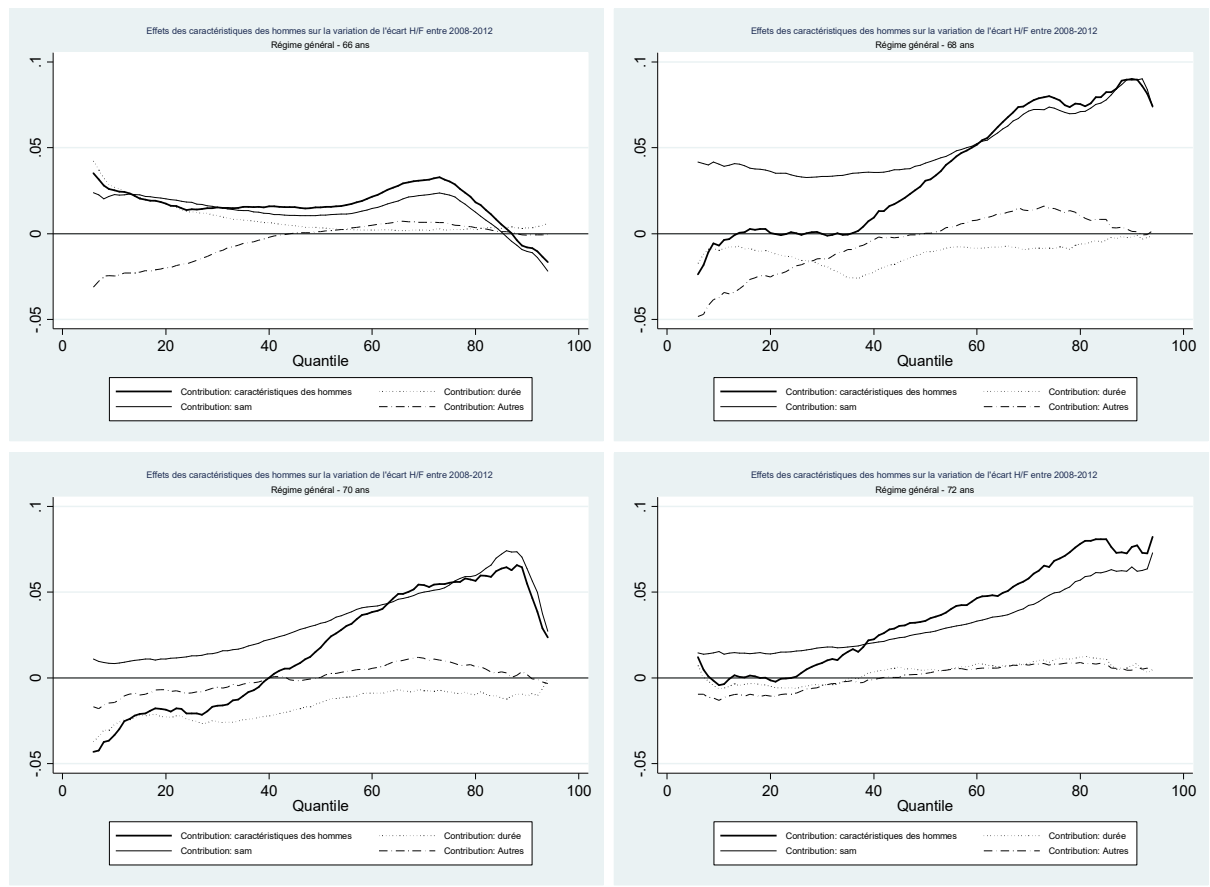 Effets des caractéristiques des hommes sur la variation de l'écart H/F entre 2008-2012
Régime général - 66 ans
.1
.05
0
-.05
0 20 40 60 80 100
Quantile
Contribution: caractéristiques des hommes Contribution: durée
Contribution: sam Contribution: Autres
Effets des caractéristiques des hommes sur la variation de l'écart H/F entre 2008-2012
Régime général - 68 ans
.1
.05
0
-.05
0 20 40 60 80 100
Quantile
Contribution: caractéristiques des hommes Contribution: durée
Contribution: sam Contribution: Autres
Effets des caractéristiques des hommes sur la variation de l'écart H/F entre 2008-2012
Régime général - 70 ans
.1
.05
0
-.05
0 20 40 60 80 100
Quantile
Contribution: caractéristiques des hommes Contribution: durée
Contribution: sam Contribution: Autres
Effets des caractéristiques des hommes sur la variation de l'écart H/F entre 2008-2012
Régime général - 72 ans
.1
.05
0
-.05
0 20 40 60 80 100
Quantile
Contribution: caractéristiques des hommes Contribution: durée
Contribution: sam Contribution: Autres